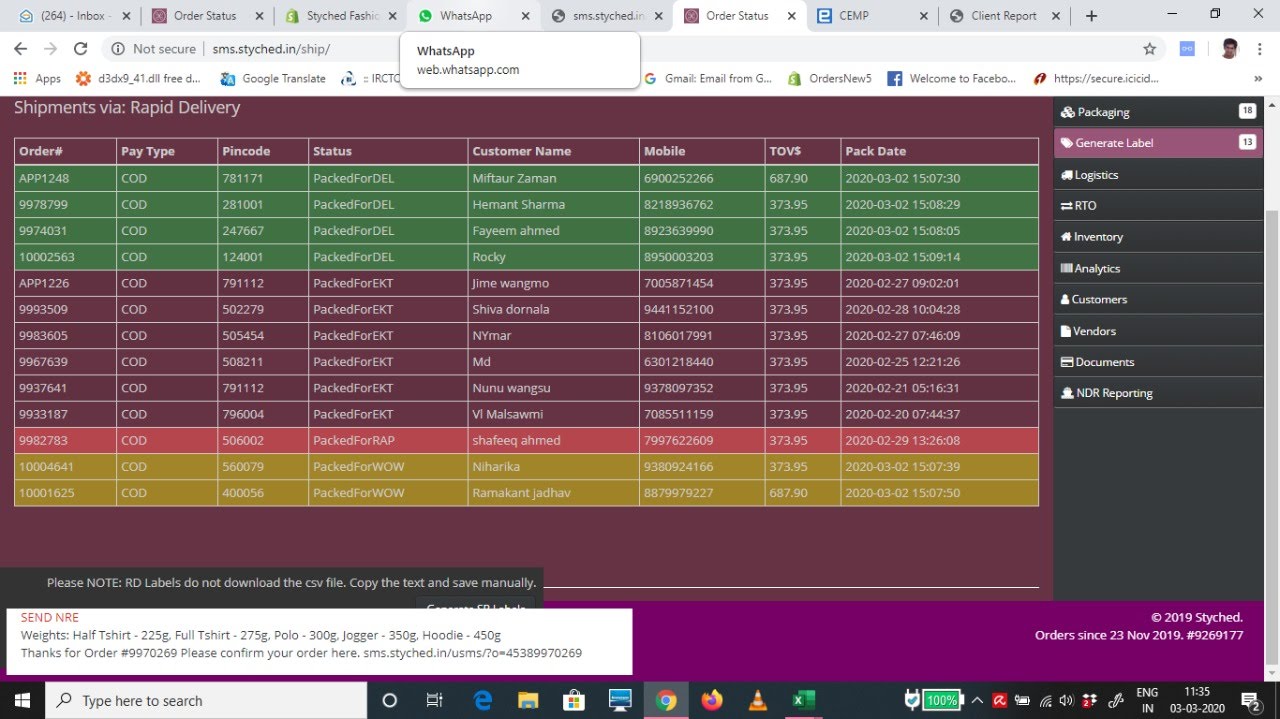 (264) - Inbox -
Order Status
Styched Fashio
WhatsApp
sms.styched.in
Order Status
CEMP
Client Report
Not secure | sms.styched.in/ship/
WhatsApp
web.whatsapp.com
Apps
d3dx9_41.dll free d...
Google Translate
:: IRCTC
Gmail: Email from G...
OrdersNew5
Welcome to Facebo...
https://secure.icicid...
»
Shipments via: Rapid Delivery
Order# Pay Type Pincode Status Customer Name Mobile TOV$ Pack Date
APP1248 COD 781171 PackedForDEL Miftaur Zaman 6900252266 687.90 2020-03-02 15:07:30
9978799 COD 281001 PackedForDEL Hemant Sharma 8218936762 373.95 2020-03-02 15:08:29
9974031 COD 247667 PackedForDEL Fayeem ahmed 8923639990 373.95 2020-03-02 15:08:05
10002563 COD 124001 PackedForDEL Rocky 8950003203 373.95 2020-03-02 15:09:14
APP1226 COD 791112 PackedForEKT Jime wangmo 7005871454 373.95 2020-02-27 09:02:01
9993509 COD 502279 PackedForEKT Shiva dornala 9441152100 373.95 2020-02-28 10:04:28
9983605 COD 505454 PackedForEKT NYmar 8106017991 373.95 2020-02-27 07:46:09
9967639 COD 508211 PackedForEKT Md 6301218440 373.95 2020-02-25 12:21:26
9937641 COD 791112 PackedForEKT Nunu wangsu 9378097352 373.95 2020-02-21 05:16:31
9933187 COD 796004 PackedForEKT Vl Malsawmi 7085511159 373.95 2020-02-20 07:44:37
9982783 COD 506002 PackedForRAP shafeeq ahmed 7997622609 373.95 2020-02-29 13:26:08
10004641 COD 560079 PackedForWOW Niharika 9380924166 373.95 2020-03-02 15:07:39
10001625 COD 400056 PackedForWOW Ramakant jadhav 8879979227 687.90 2020-03-02 15:07:50
Packaging 18
Generate Label 13
Logistics
RTO
Inventory
Analytics
Customers
Vendors
Documents
NDR Reporting
Please NOTE: RD Labels do not download the csv file. Copy the text and save manually.
Generate SR Labels
SEND NRE
Weights: Half Tshirt - 225g, Full Tshirt - 275g, Polo - 300g, Jogger - 350g, Hoodie - 450g
Thanks for Order #9970269 Please confirm your order here. sms.styched.in/usms/?o=45389970269
© 2019 Styched.
Orders since 23 Nov 2019. #9269177
Type here to search
100%
ENG
IN
11:35
03-03-2020
2